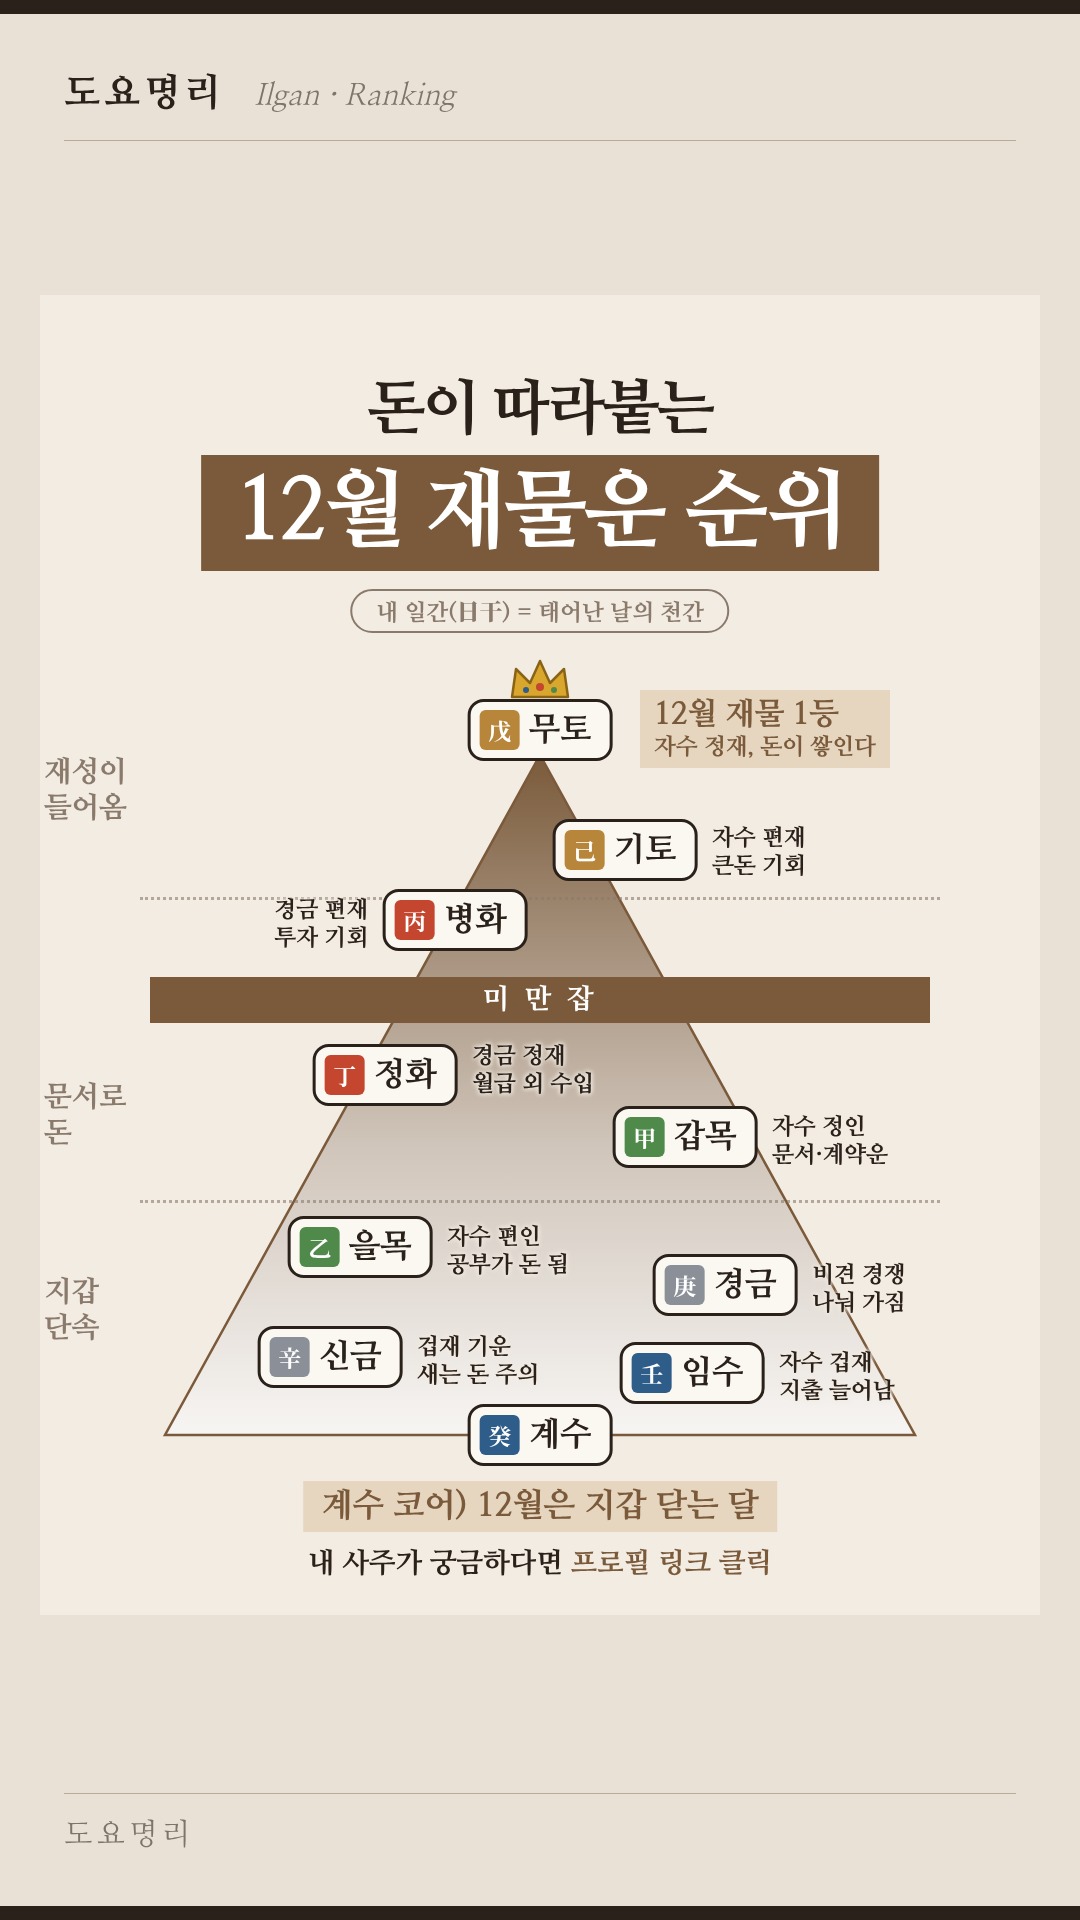 도요명리 Ilgan · Ranking
돈이 따라붙는
12월 재물운 순위
내 일간(日干) = 태어난 날의 천간
戊 무토
12월 재물 1등
자수 정재, 돈이 쌓인다
재성이
들어옴
己 기토
자수 편재
큰돈 기회
경금 편재
투자 기회
丙 병화
미만잡
丁 정화
경금 정재
월급 외 수입
문서로
돈
甲 갑목
자수 정인
문서·계약운
乙 을목
자수 편인
공부가 돈 됨
庚 경금
비견 경쟁
나눠 가짐
지갑
단속
辛 신금
겁재 기운
새는 돈 주의
壬 임수
자수 겁재
지출 늘어남
癸 계수
계수 코어) 12월은 지갑 닫는 달
내 사주가 궁금하다면 프로필 링크 클릭
도요명리